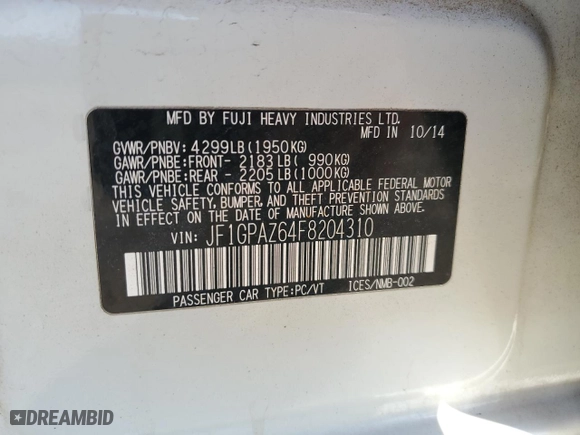 MFD BY FUJI HEAVY INDUSTRIES LTD.
MFD IN 10/14
GVWR/PNBV: 4299LB(1950KG)
GAWR/PNBE:FRONT- 2183LB( 990KG)
GAWR/PNBE:REAR - 2205LB(1000KG)
THIS VEHICLE CONFORMS TO ALL APPLICABLE FEDERAL MOTOR
VEHICLE SAFETY, BUMPER, AND THEFT PREVENTION STANDARDS
IN EFFECT ON THE DATE OF MANUFACTURE SHOWN ABOVE.
VIN: JF1GPAZ64F8204310
PASSENGER CAR TYPE:PC/VT ICES/NMB-002
DREAMBID